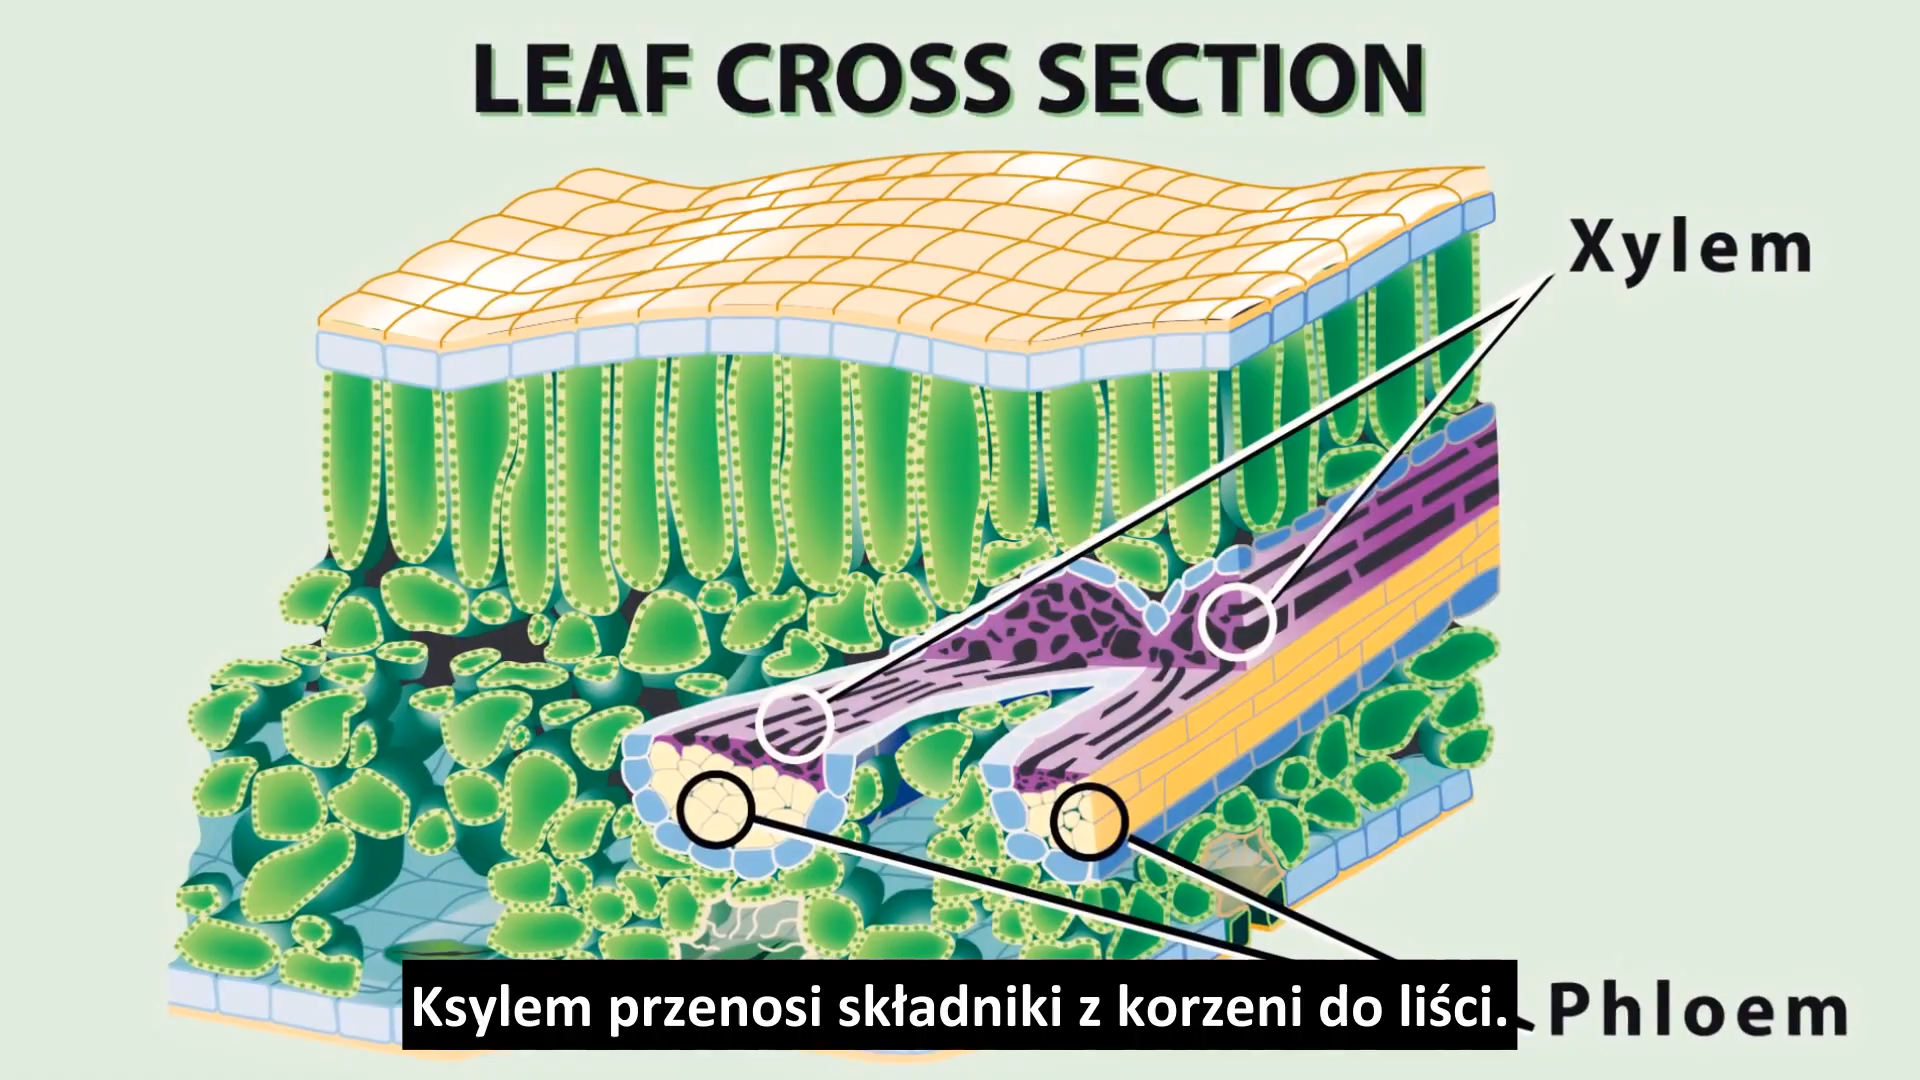 LEAF CROSS SECTION
Xylem
Ksylem przenosi składniki z korzeni do liści.
Phloem